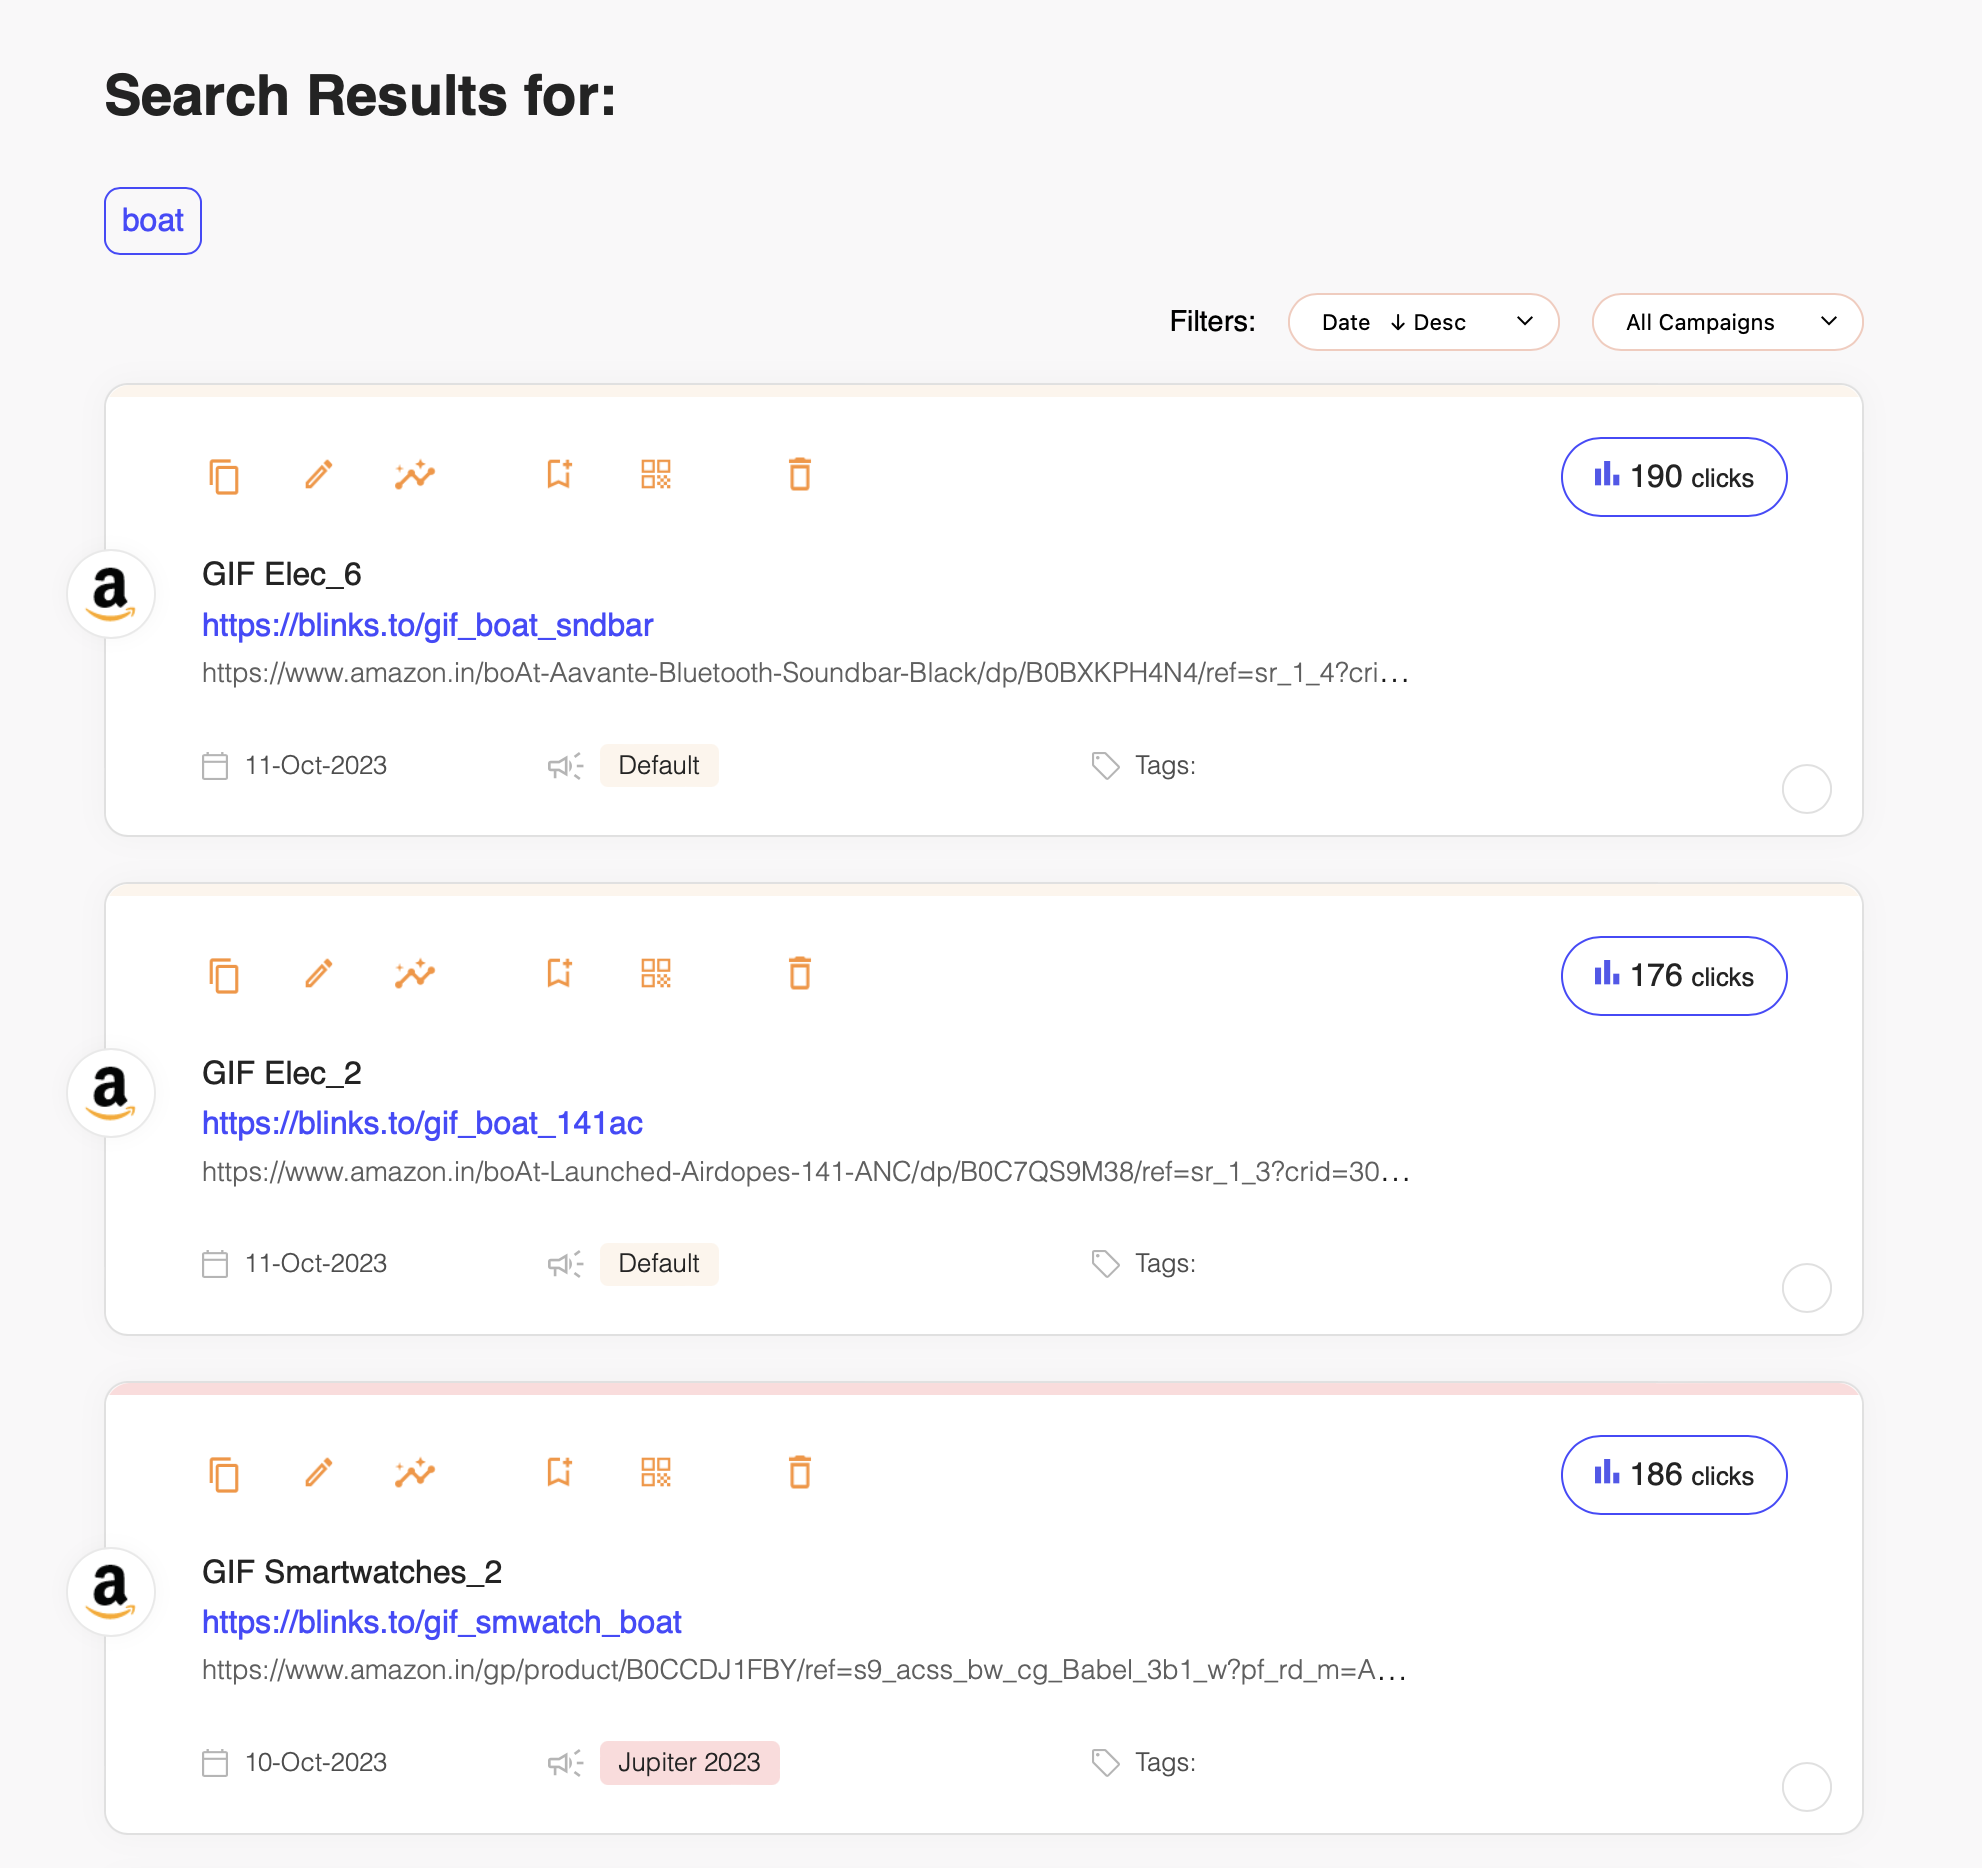 Search Results for:
boat
Filters: Date ↓ Desc All Campaigns
190 clicks
GIF Elec_6
https://blinks.to/gif_boat_sndbar
https://www.amazon.in/boAt-Aavante-Bluetooth-Soundbar-Black/dp/B0BXKPH4N4/ref=sr_1_4?cri...
11-Oct-2023 Default Tags:
176 clicks
GIF Elec_2
https://blinks.to/gif_boat_141ac
https://www.amazon.in/boAt-Launched-Airdopes-141-ANC/dp/B0C7QS9M38/ref=sr_1_3?crid=30...
11-Oct-2023 Default Tags:
186 clicks
GIF Smartwatches_2
https://blinks.to/gif_smwatch_boat
https://www.amazon.in/gp/product/B0CCDJ1FBY/ref=s9_acss_bw_cg_Babel_3b1_w?pf_rd_m=A...
10-Oct-2023 Jupiter 2023 Tags: